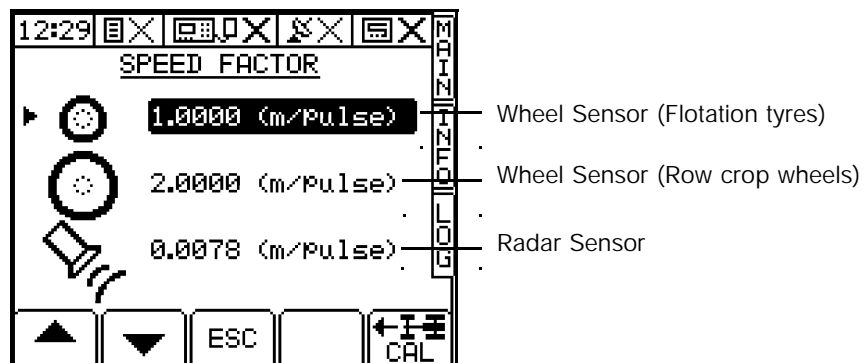 12:29
SPEED FACTOR
1.0000 (m/Pulse)
2.0000 (m/Pulse)
0.0078 (m/Pulse)
MAIN
INFO
LOG
ESC
CAL
Wheel Sensor (Flotation tyres)
Wheel Sensor (Row crop wheels)
Radar Sensor